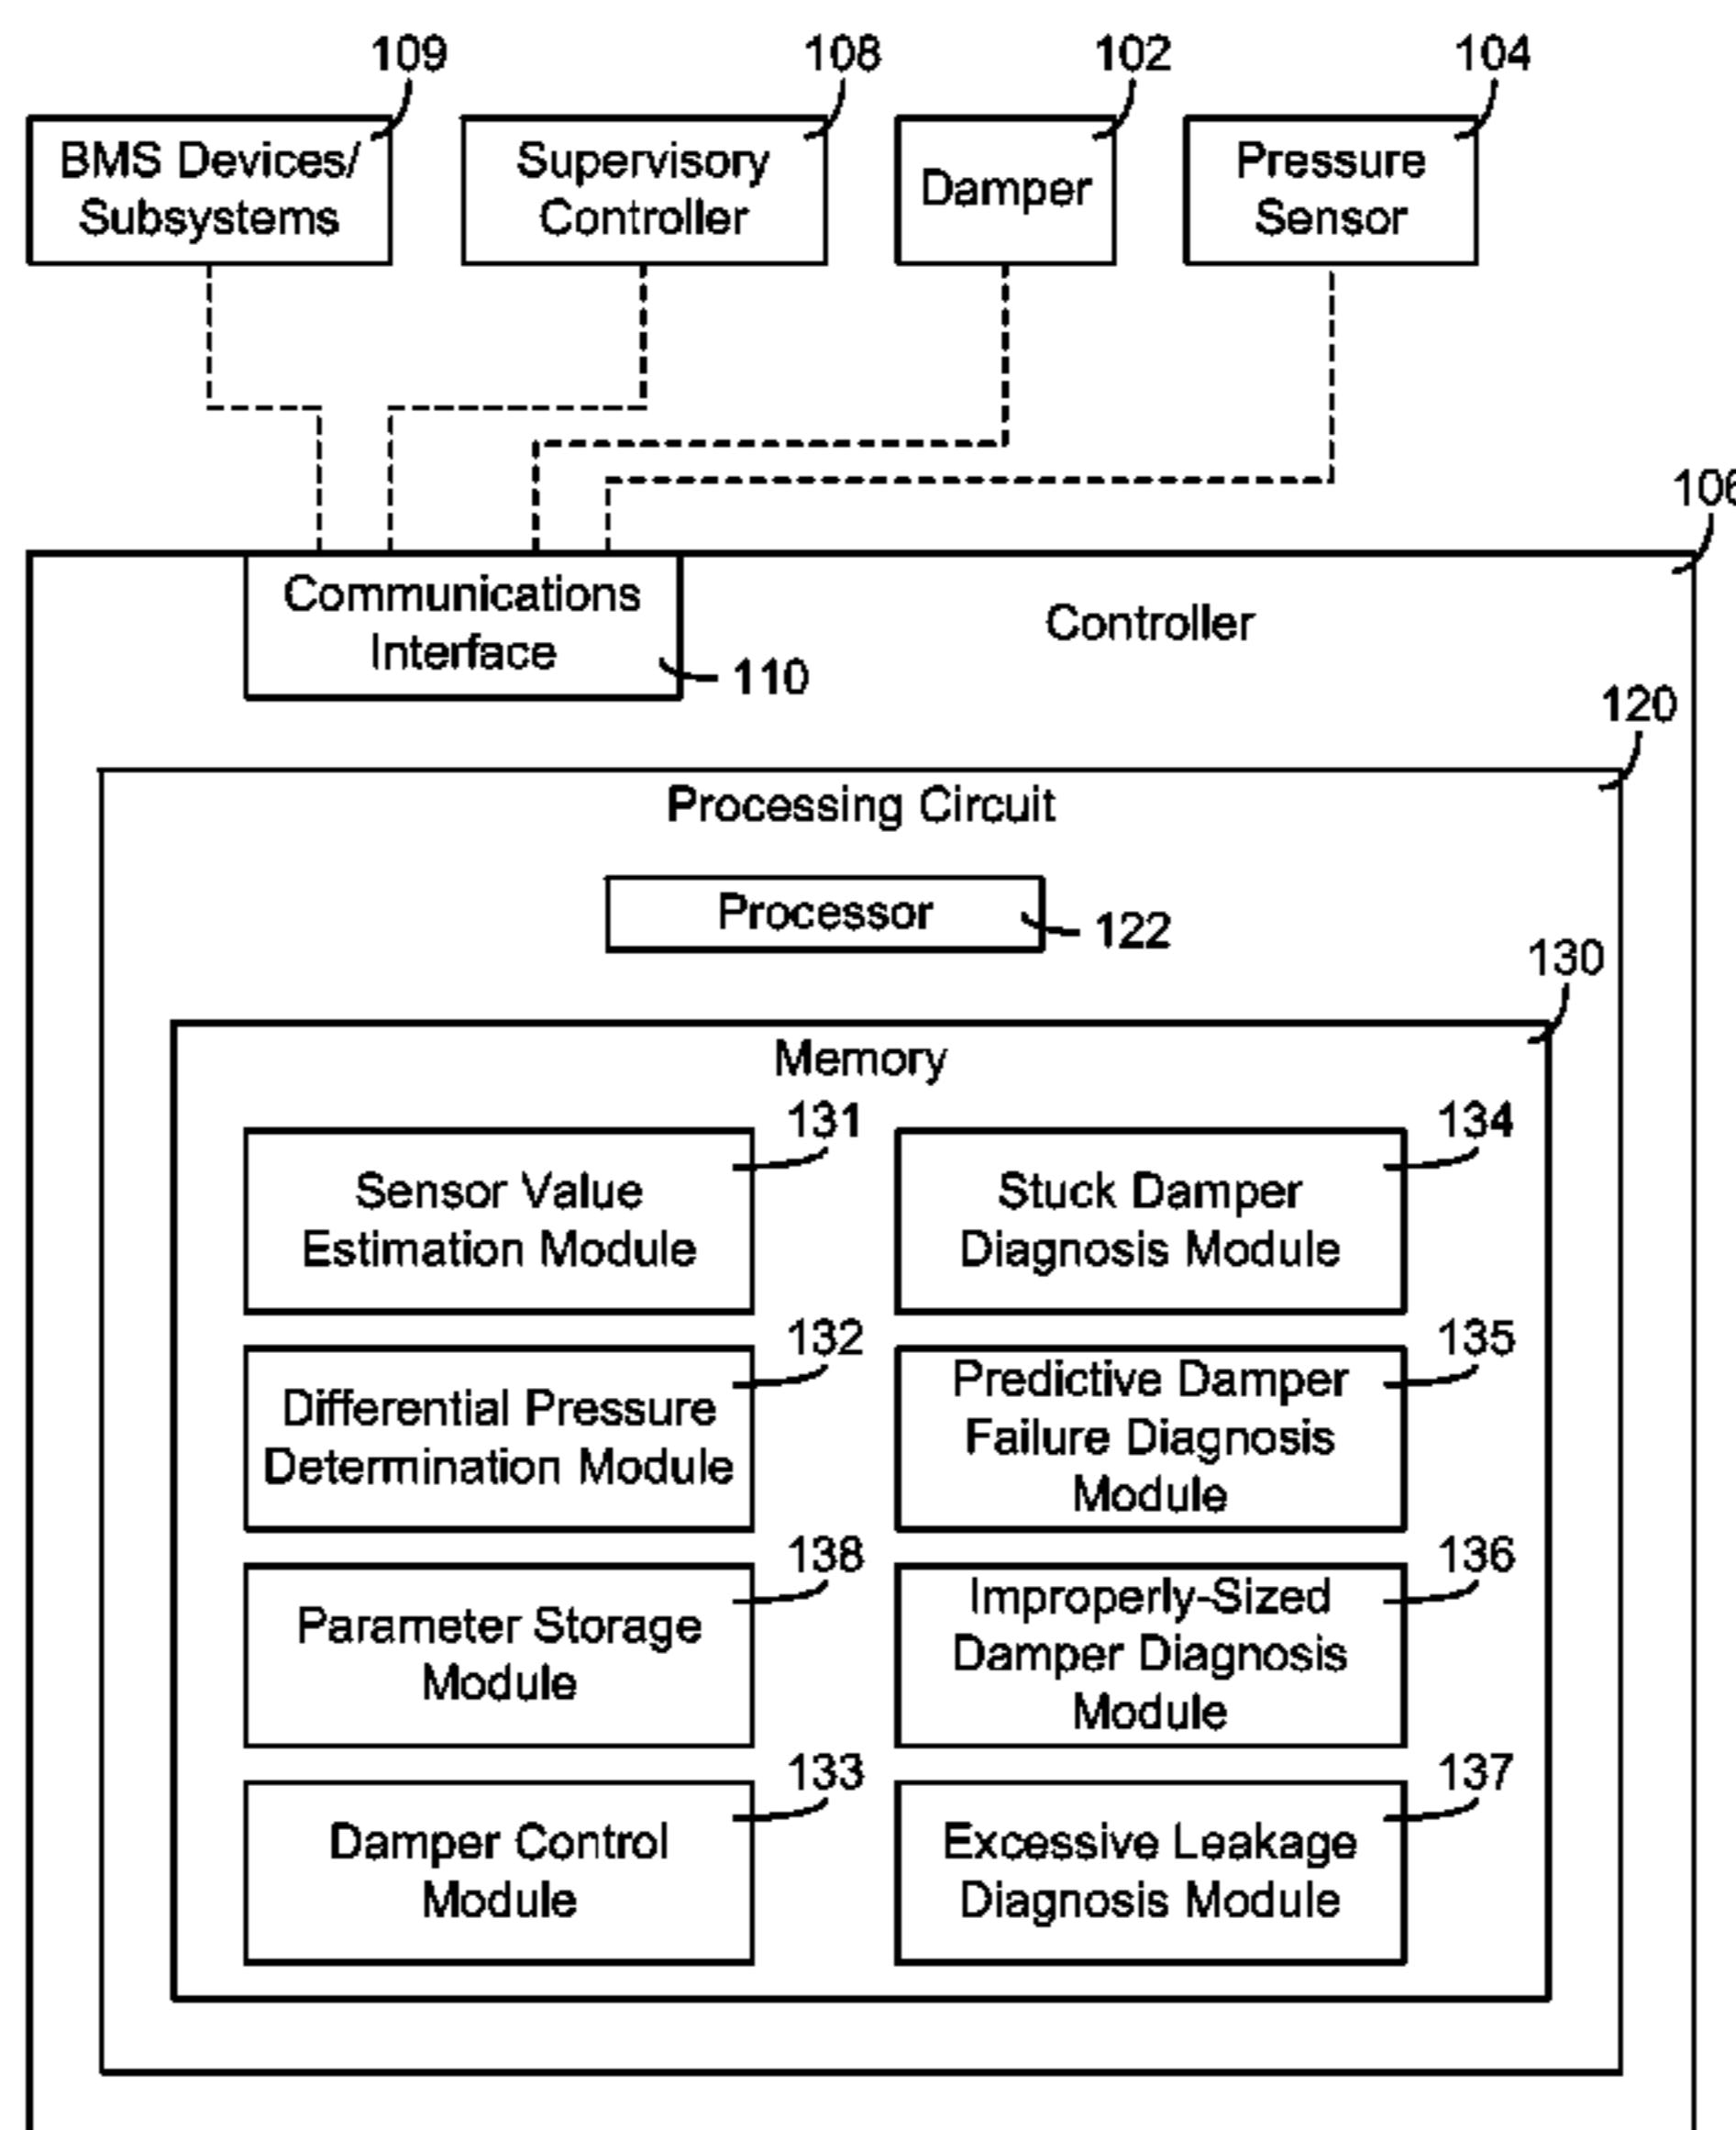 109
108
102
104
BMS Devices/
Subsystems
Supervisory
Controller
Damper
Pressure
Sensor
106
Communications
Interface
110
Controller
120
Processing Circuit
Processor
122
130
Memory
131
Sensor Value
Estimation Module
134
Stuck Damper
Diagnosis Module
132
Differential Pressure
Determination Module
135
Predictive Damper
Failure Diagnosis
Module
138
Parameter Storage
Module
136
Improperly-Sized
Damper Diagnosis
Module
133
Damper Control
Module
137
Excessive Leakage
Diagnosis Module